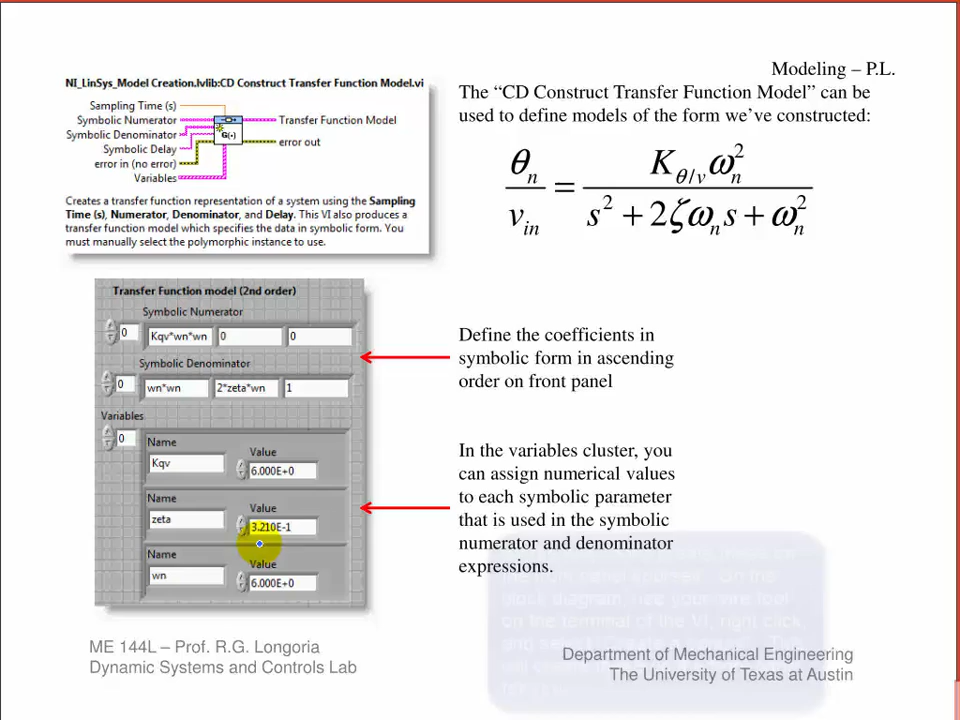 Modeling – P.L.
NI_LinSys_Model Creation.lvlib:CD Construct Transfer Function Model.vi
Sampling Time (s)
Symbolic Numerator
Symbolic Denominator
Symbolic Delay
error in (no error)
Variables
G(•)
Transfer Function Model
error out
Creates a transfer function representation of a system using the Sampling
Time (s), Numerator, Denominator, and Delay. This VI also produces a
transfer function model which specifies the data in symbolic form. You
must manually select the polymorphic instance to use.
The “CD Construct Transfer Function Model” can be
used to define models of the form we’ve constructed:
θn / vin = Kθ/v ωn² / (s² + 2ζωn s + ωn²)
Transfer Function model (2nd order)
Symbolic Numerator
0 Kqv*wn*wn 0 0
Symbolic Denominator
0 wn*wn 2*zeta*wn 1
Variables
0
Name
Value
Kqv
6.000E+0
Name
Value
zeta
3.210E-1
Name
Value
wn
6.000E+0
Define the coefficients in
symbolic form in ascending
order on front panel
In the variables cluster, you
can assign numerical values
to each symbolic parameter
that is used in the symbolic
numerator and denominator
expressions.
ME 144L – Prof. R.G. Longoria
Dynamic Systems and Controls Lab
Department of Mechanical Engineering
The University of Texas at Austin